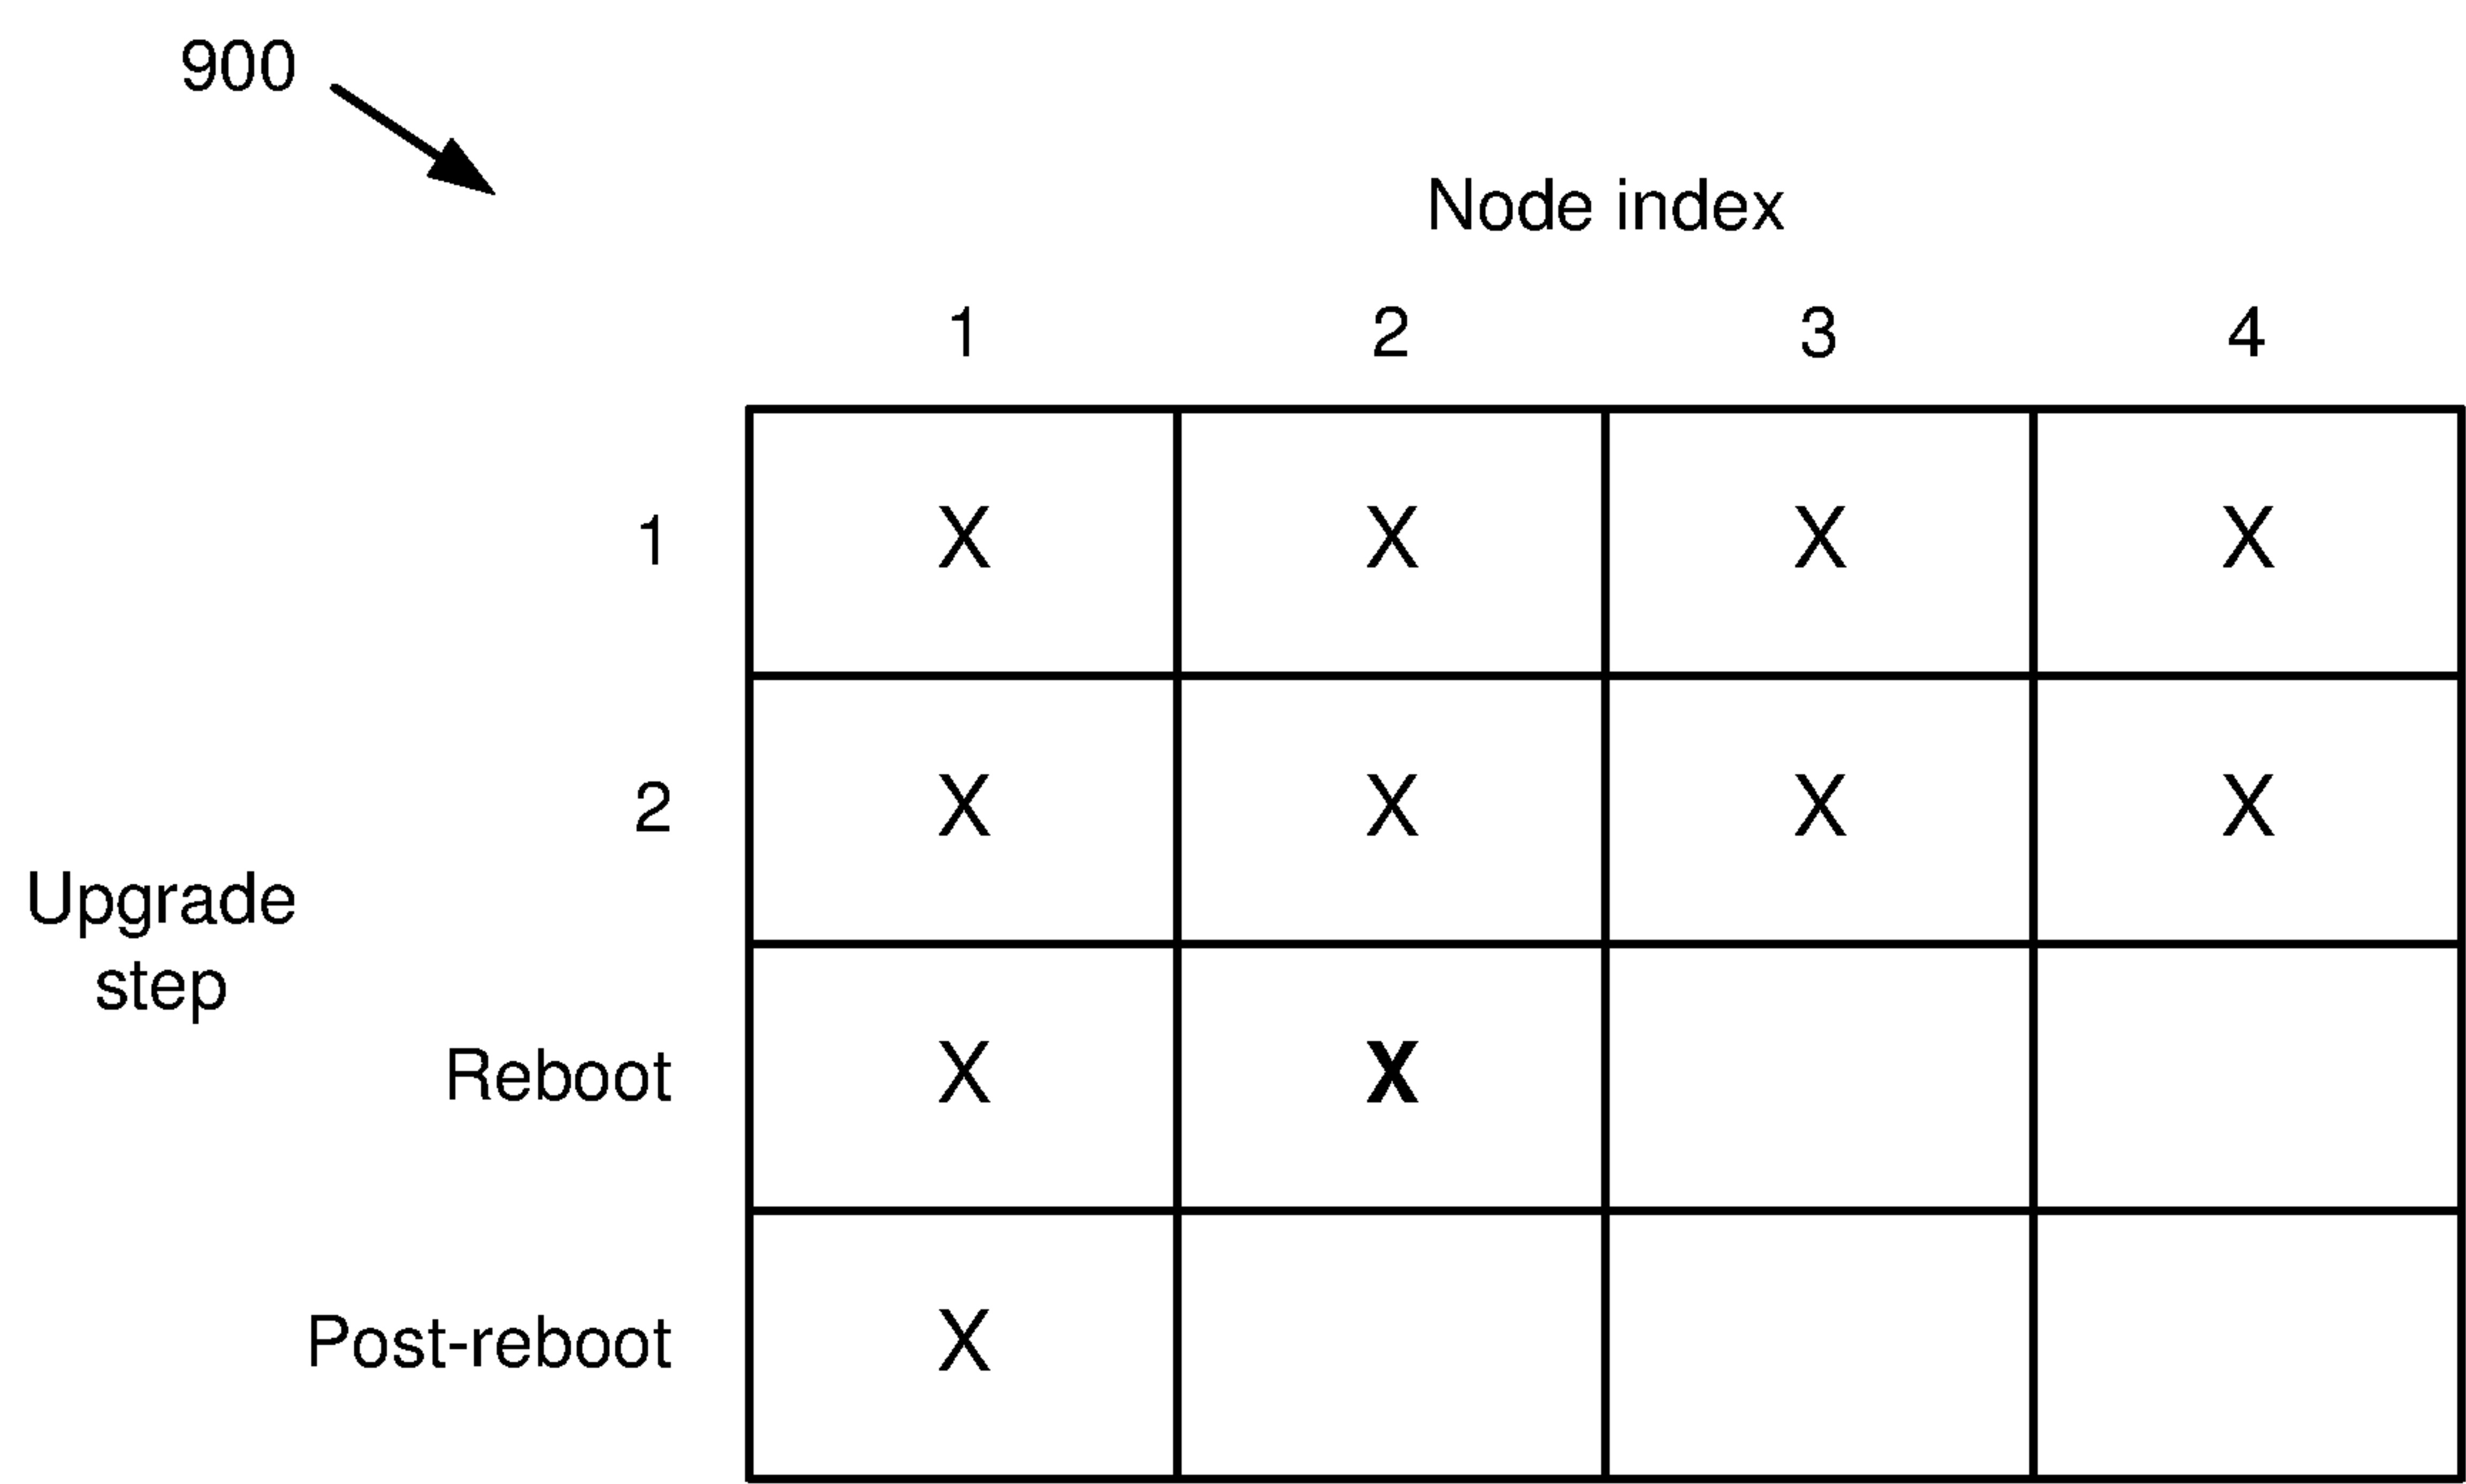 900
Node index
1 2 3 4
1 X X X X
2 X X X X
Upgrade
step
Reboot X X
Post-reboot X